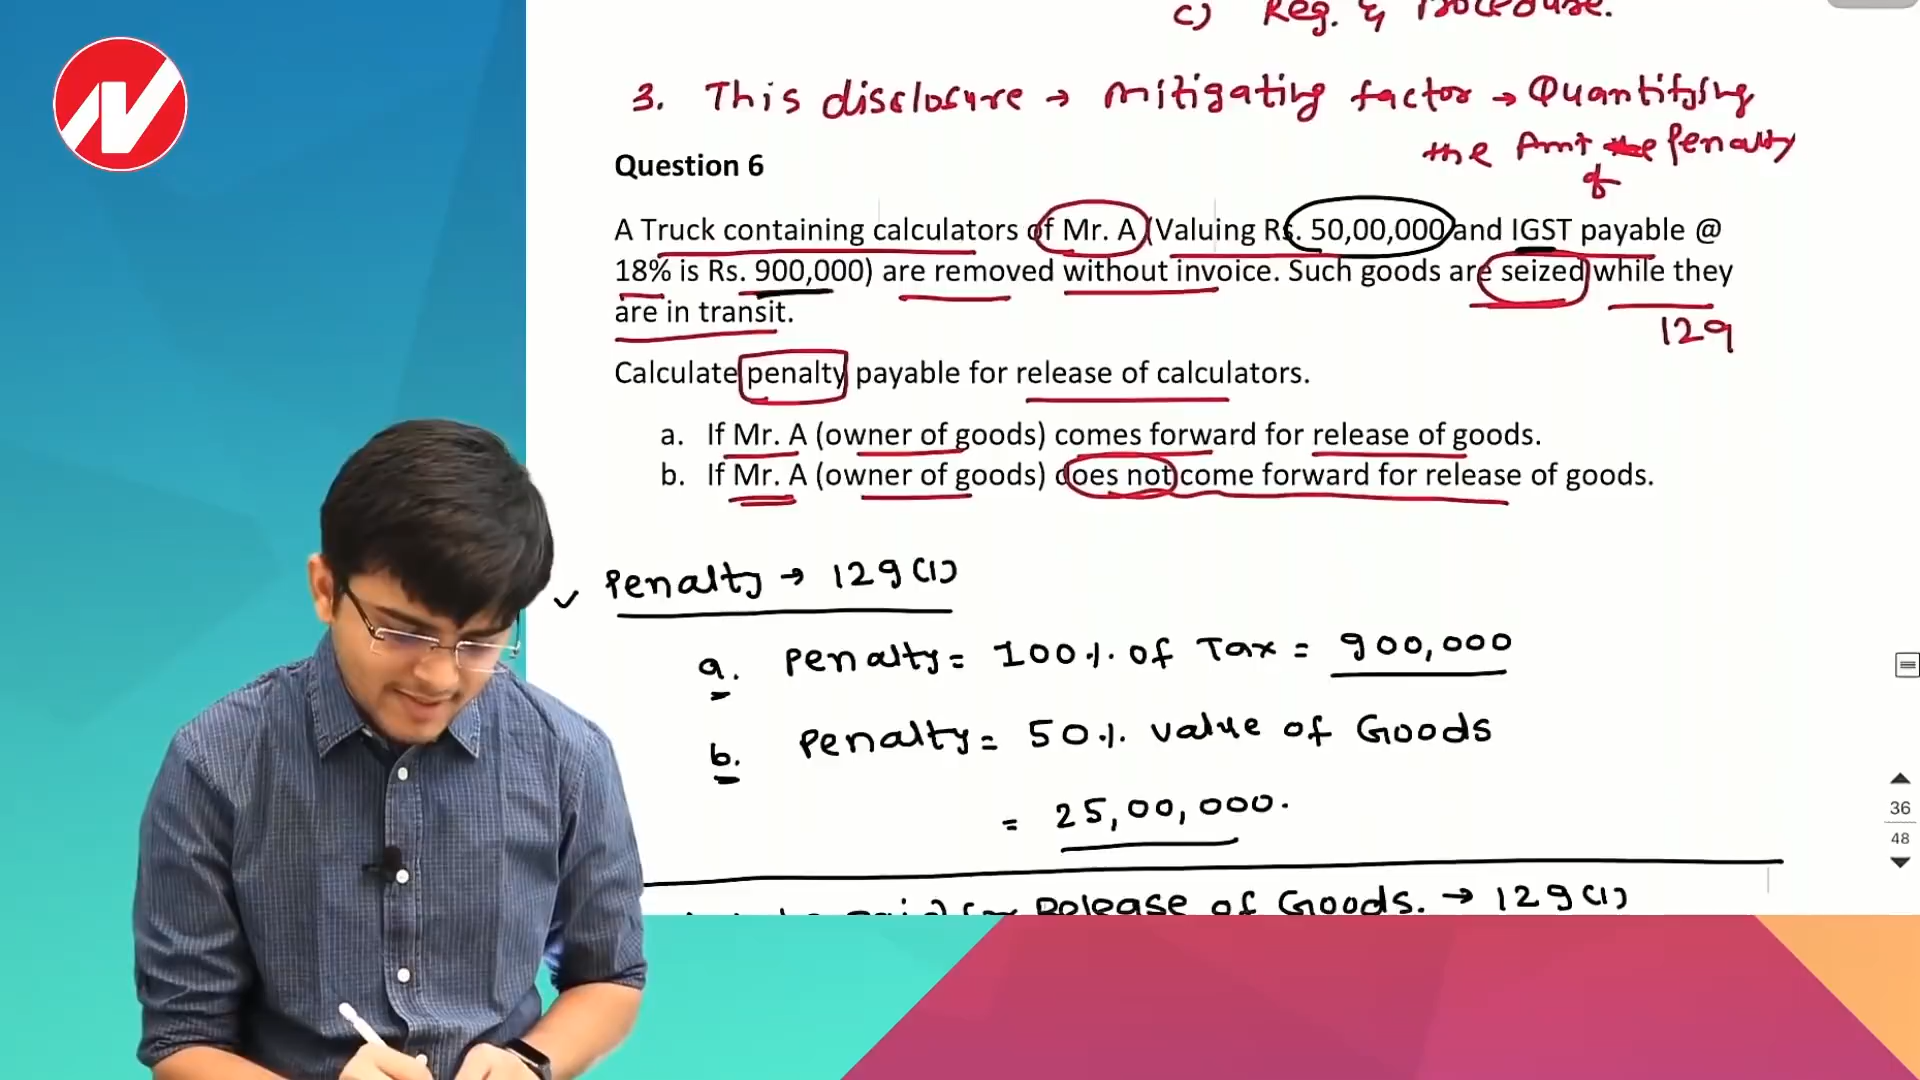 c) Reg. & Procedure.
3. This disclosure → mitigating factor → Quantifying
the Amt the Penalty
of
Question 6
A Truck containing calculators of Mr. A (Valuing Rs. 50,00,000 and IGST payable @
18% is Rs. 900,000) are removed without invoice. Such goods are seized while they
are in transit.
129
Calculate penalty payable for release of calculators.
a. If Mr. A (owner of goods) comes forward for release of goods.
b. If Mr. A (owner of goods) does not come forward for release of goods.
Penalty → 129(1)
a. Penalty = 100% of Tax = 900,000
b. Penalty = 50% value of Goods
= 25,00,000.
Release of Goods. → 129(1)
36
48